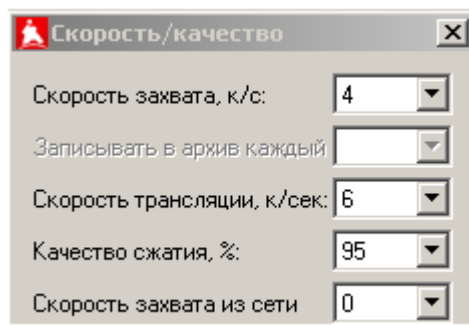 Скорость/качество
Скорость захвата, к/с: 4
Записывать в архив каждый
Скорость трансляции, к/сек: 6
Качество сжатия, %: 95
Скорость захвата из сети 0